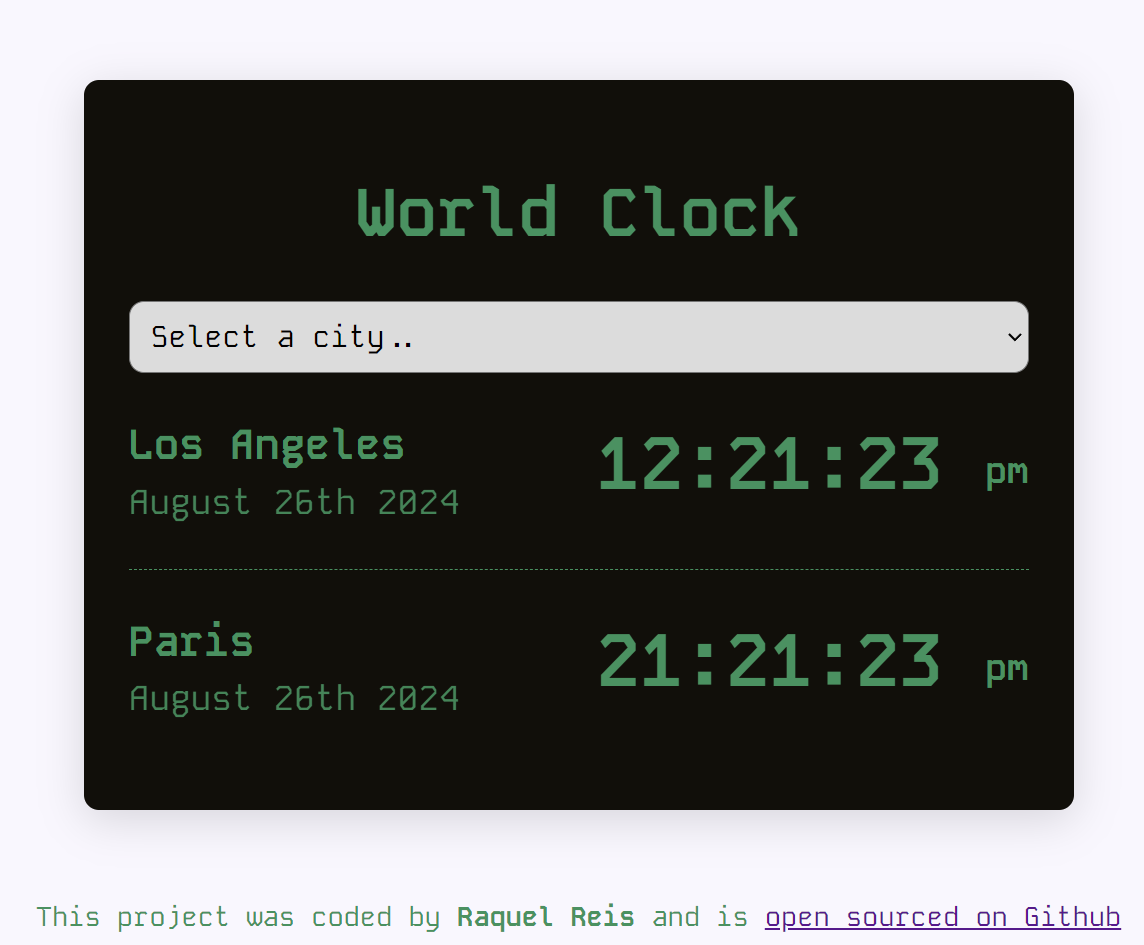 World Clock
Select a city..
Los Angeles
12:21:23 pm
August 26th 2024
Paris
21:21:23 pm
August 26th 2024
This project was coded by Raquel Reis and is open sourced on Github